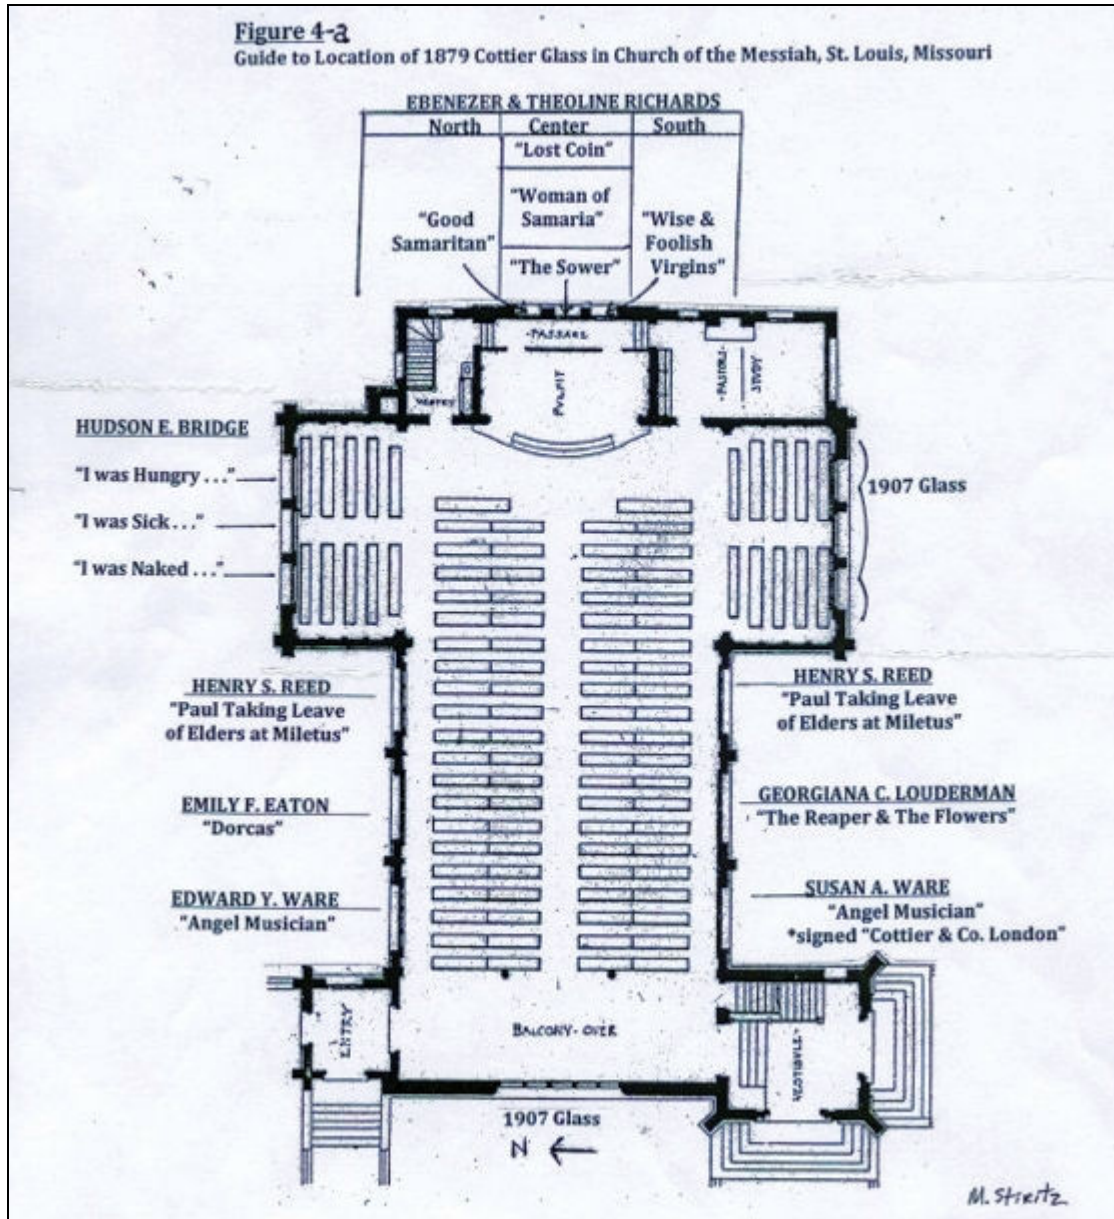 Figure 4-a
Guide to Location of 1879 Cottier Glass in Church of the Messiah, St. Louis, Missouri
EBENEZER & THEOLINE RICHARDS
North Center South
"Lost Coin"
"Woman of
Samaria"
"Good
Samaritan"
"Wise &
Foolish
Virgins"
"The Sower"
-PASSAGE
PULPIT
-PASTORS-
STUDY
HUDSON E. BRIDGE
"I was Hungry . . ."
"I was Sick . . ."
"I was Naked . . ."
1907 Glass
HENRY S. REED
"Paul Taking Leave
of Elders at Miletus"
HENRY S. REED
"Paul Taking Leave
of Elders at Miletus"
EMILY F. EATON
"Dorcas"
GEORGIANA C. LOUDERMAN
"The Reaper & The Flowers"
EDWARD Y. WARE
"Angel Musician"
SUSAN A. WARE
"Angel Musician"
*signed "Cottier & Co. London"
ENTRY
BALCONY-OVER
VESTIBULE-
1907 Glass
N
M. Stiritz